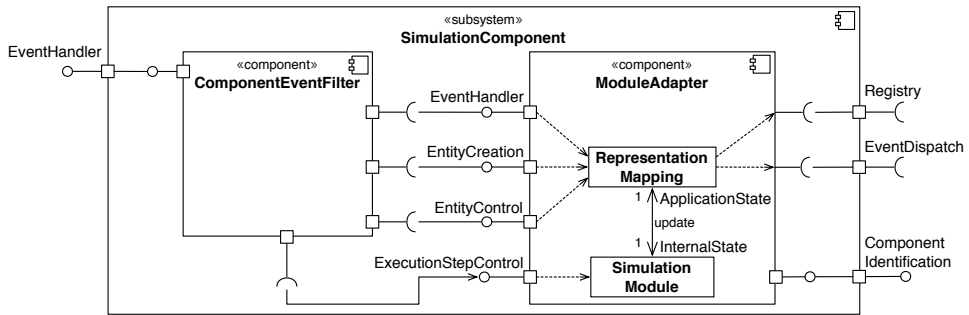 «subsystem»
SimulationComponent
EventHandler
«component»
ComponentEventFilter
«component»
ModuleAdapter
EventHandler
EntityCreation
EntityControl
ExecutionStepControl
Representation
Mapping
1 ApplicationState
update
1 InternalState
Simulation
Module
Registry
EventDispatch
Component
Identification